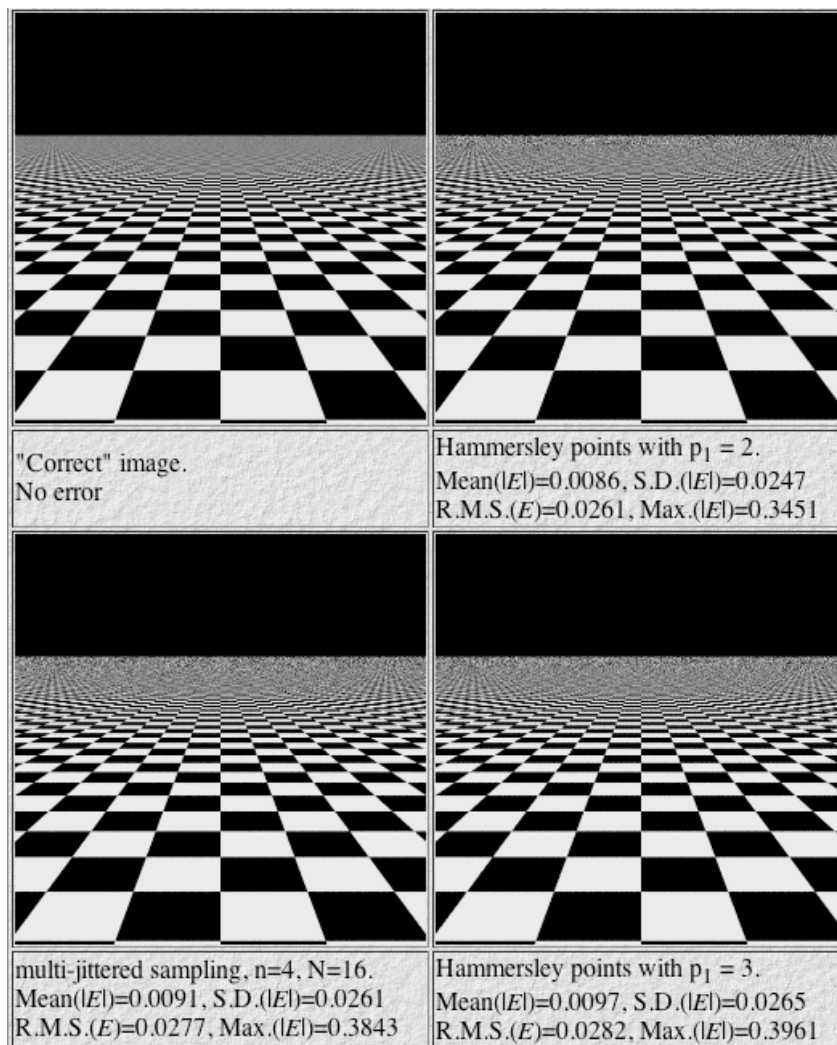 "Correct" image.
No error
Hammersley points with p₁ = 2.
Mean(|E|)=0.0086, S.D.(|E|)=0.0247
R.M.S.(E)=0.0261, Max.(|E|)=0.3451
multi-jittered sampling, n=4, N=16.
Mean(|E|)=0.0091, S.D.(|E|)=0.0261
R.M.S.(E)=0.0277, Max.(|E|)=0.3843
Hammersley points with p₁ = 3.
Mean(|E|)=0.0097, S.D.(|E|)=0.0265
R.M.S.(E)=0.0282, Max.(|E|)=0.3961